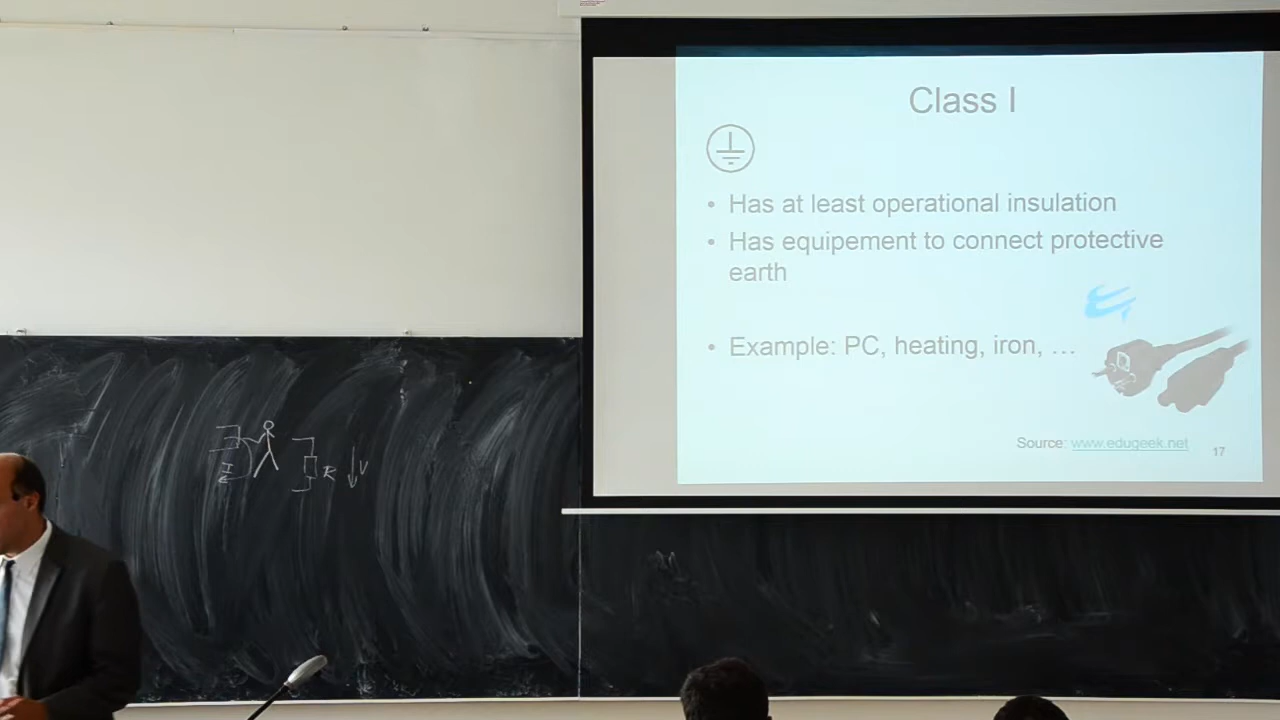 Class I
• Has at least operational insulation
• Has equipement to connect protective
earth
• Example: PC, heating, iron, …
Source: www.edugeek.net
17
I
R
V